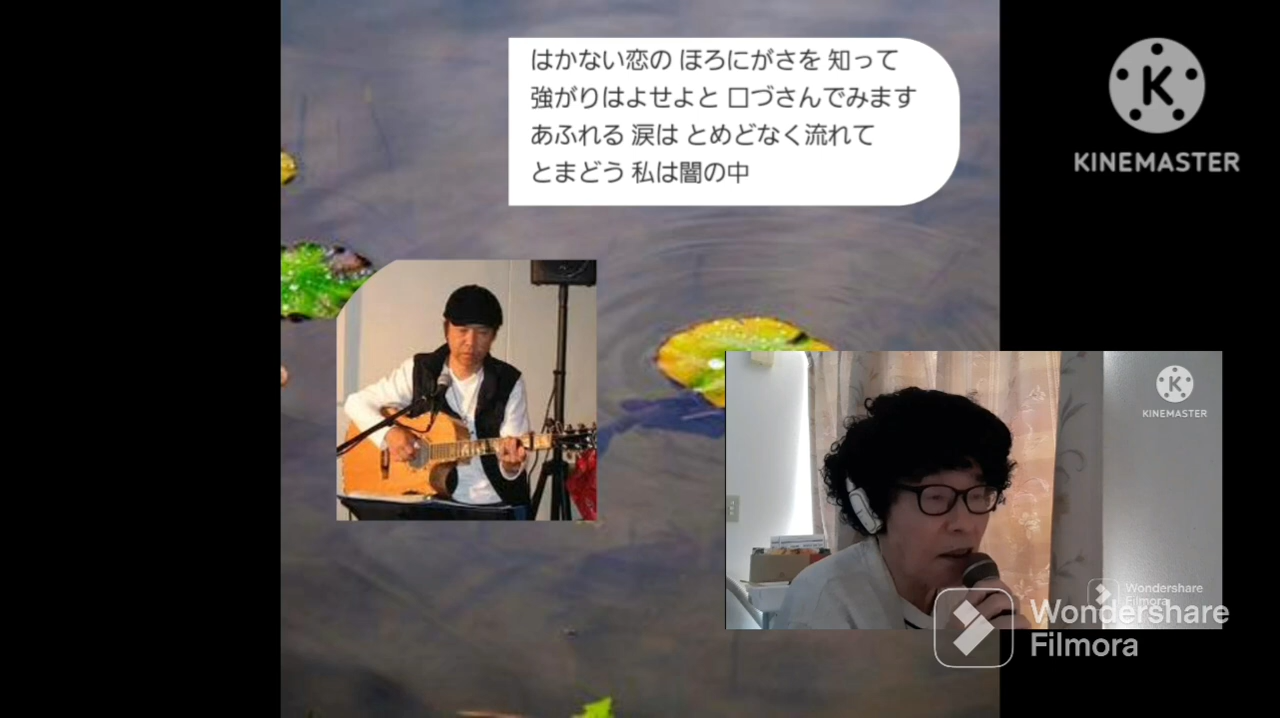 はかない恋の ほろにがさを 知って
強がりはよせよと 口づさんでみます
あふれる 涙は とめどなく流れて
とまどう 私は闇の中
KINEMASTER
KINEMASTER
Wondershare
Filmora
Wondershare
Filmora